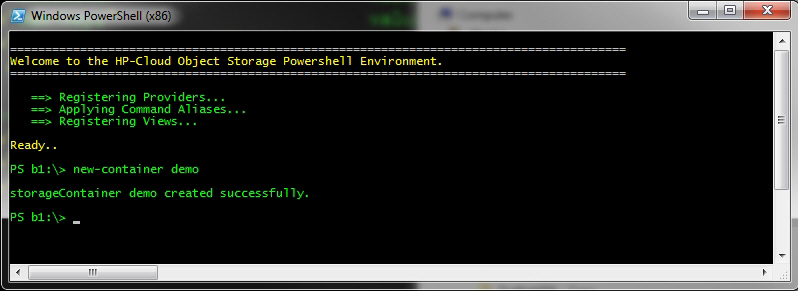 Windows PowerShell (x86)
=====================================================================================
Welcome to the HP-Cloud Object Storage Powershell Environment.
=====================================================================================
==> Registering Providers...
==> Applying Command Aliases...
==> Registering Views...
Ready..
PS b1:\> new-container demo
storageContainer demo created successfully.
PS b1:\> _